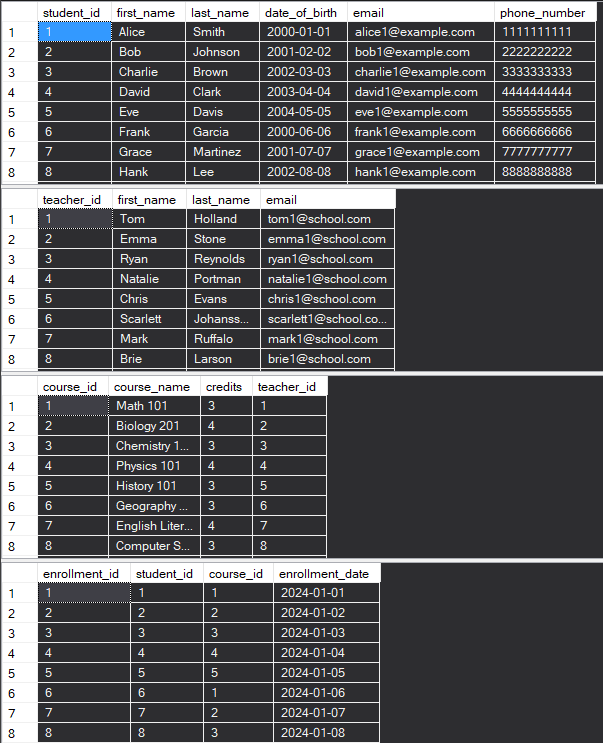 student_id first_name last_name date_of_birth email phone_number
1 1 Alice Smith 2000-01-01 alice1@example.com 1111111111
2 2 Bob Johnson 2001-02-02 bob1@example.com 2222222222
3 3 Charlie Brown 2002-03-03 charlie1@example.com 3333333333
4 4 David Clark 2003-04-04 david1@example.com 4444444444
5 5 Eve Davis 2004-05-05 eve1@example.com 5555555555
6 6 Frank Garcia 2000-06-06 frank1@example.com 6666666666
7 7 Grace Martinez 2001-07-07 grace1@example.com 7777777777
8 8 Hank Lee 2002-08-08 hank1@example.com 8888888888
teacher_id first_name last_name email
1 1 Tom Holland tom1@school.com
2 2 Emma Stone emma1@school.com
3 3 Ryan Reynolds ryan1@school.com
4 4 Natalie Portman natalie1@school.com
5 5 Chris Evans chris1@school.com
6 6 Scarlett Johanss... scarlett1@school.co...
7 7 Mark Ruffalo mark1@school.com
8 8 Brie Larson brie1@school.com
course_id course_name credits teacher_id
1 1 Math 101 3 1
2 2 Biology 201 4 2
3 3 Chemistry 1... 3 3
4 4 Physics 101 4 4
5 5 History 101 3 5
6 6 Geography ... 3 6
7 7 English Liter... 4 7
8 8 Computer S... 3 8
enrollment_id student_id course_id enrollment_date
1 1 1 1 2024-01-01
2 2 2 2 2024-01-02
3 3 3 3 2024-01-03
4 4 4 4 2024-01-04
5 5 5 5 2024-01-05
6 6 6 1 2024-01-06
7 7 7 2 2024-01-07
8 8 8 3 2024-01-08